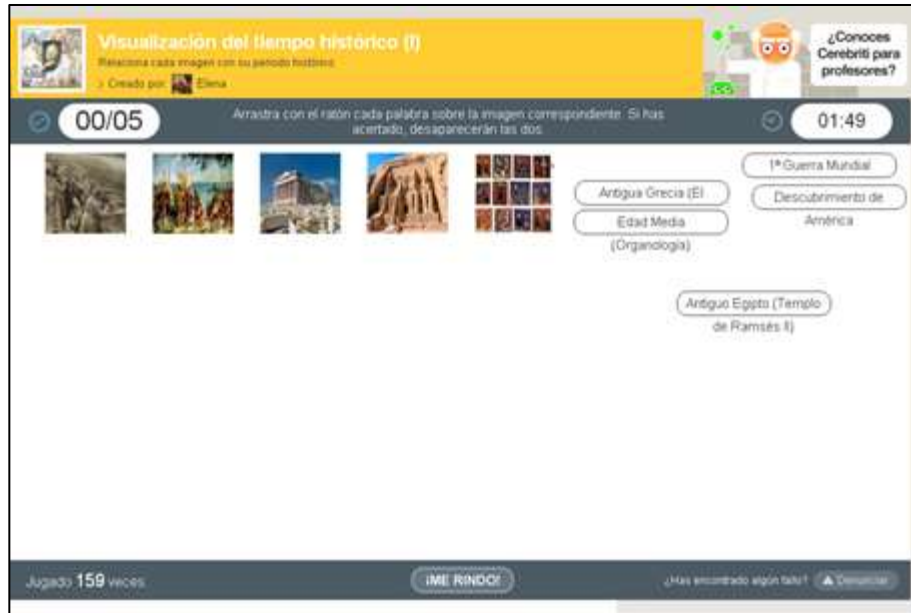 Visualización del tiempo histórico (I)
Relaciona cada imagen con su periodo histórico
> Creado por: Elena
¿Conoces
Cerebriti para
profesores?
00/05
Arrastra con el ratón cada palabra sobre la imagen correspondiente. Si has
acertado, desaparecerán las dos.
01:49
1ª Guerra Mundial
Antigua Grecia (El
Descubrimiento de
América
Edad Media
(Organología)
Antiguo Egipto (Templo
de Ramsés II)
Jugado 159 veces
¡ME RINDO!
¿Has encontrado algún fallo?
Denunciar